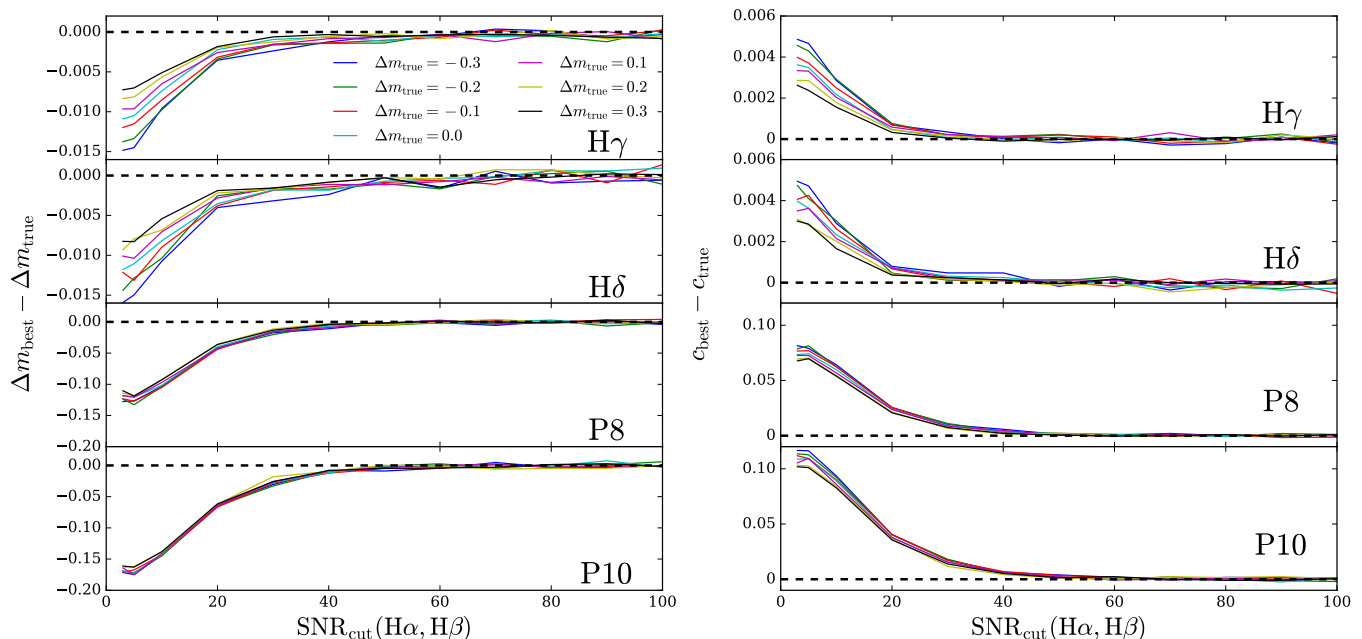 0.000
−0.005
−0.010
−0.015
Δm_true = −0.3
Δm_true = −0.2
Δm_true = −0.1
Δm_true = 0.0
Δm_true = 0.1
Δm_true = 0.2
Δm_true = 0.3
Hγ
0.000
−0.005
−0.010
−0.015
Hδ
0.00
−0.05
−0.10
−0.15
−0.20
P8
0.00
−0.05
−0.10
−0.15
−0.20
P10
Δm_best − Δm_true
0 20 40 60 80 100
SNR_cut(Hα, Hβ)
0.006
0.004
0.002
0
Hγ
0.006
0.004
0.002
0
Hδ
0.10
0.05
0
P8
0.10
0.05
0
P10
c_best − c_true
0 20 40 60 80 100
SNR_cut(Hα, Hβ)